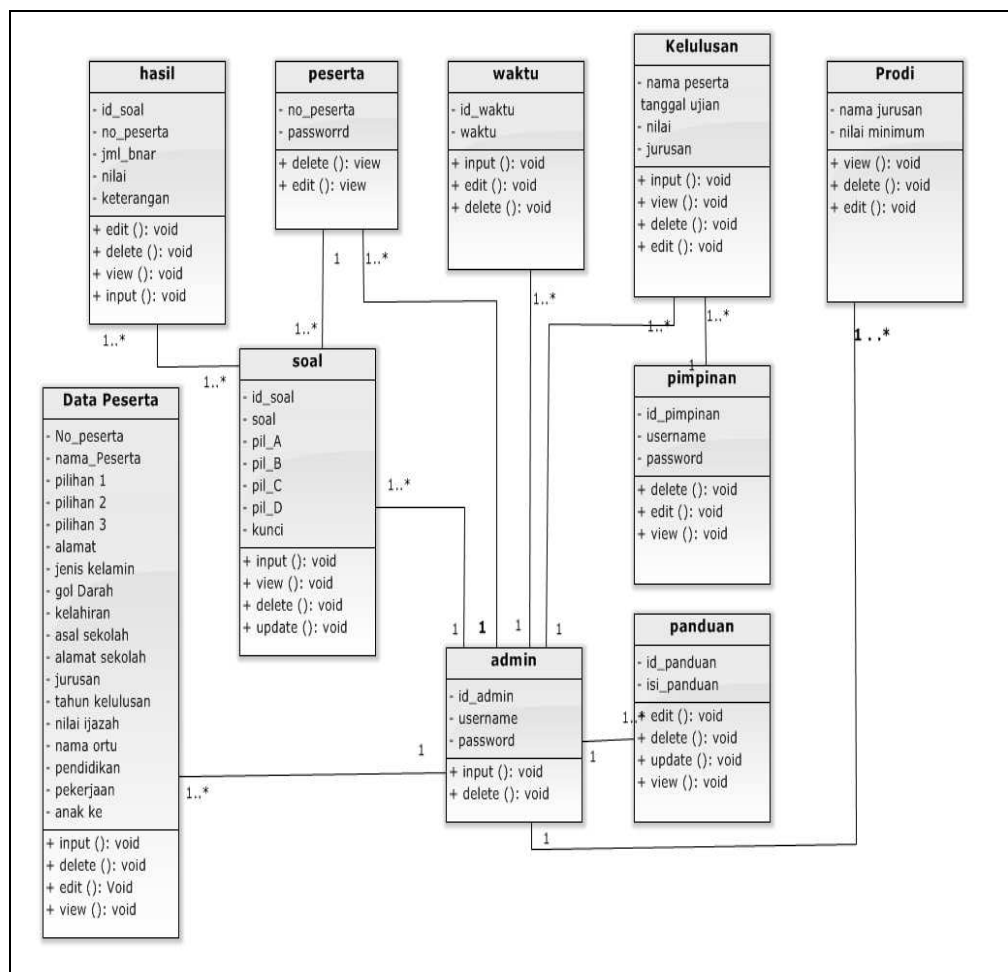 hasil
- id_soal
- no_peserta
- jml_bnar
- nilai
- keterangan
+ edit (): void
+ delete (): void
+ view (): void
+ input (): void
1..*
peserta
- no_peserta
- passworrd
+ delete (): view
+ edit (): view
1
1..*
waktu
- id_waktu
- waktu
+ input (): void
+ edit (): void
+ delete (): void
1..*
Kelulusan
- nama peserta
tanggal ujian
- nilai
- jurusan
+ input (): void
+ view (): void
+ delete (): void
+ edit (): void
1..*
1..*
Prodi
- nama jurusan
- nilai minimum
+ view (): void
+ delete (): void
+ edit (): void
1 . . *
1..*
1..*
soal
- id_soal
- soal
- pil_A
- pil_B
- pil_C
- pil_D
- kunci
+ input (): void
+ view (): void
+ delete (): void
+ update (): void
1..*
1
pimpinan
- id_pimpinan
- username
- password
+ delete (): void
+ edit (): void
+ view (): void
Data Peserta
- No_peserta
- nama_Peserta
- pilihan 1
- pilihan 2
- pilihan 3
- alamat
- jenis kelamin
- gol Darah
- kelahiran
- asal sekolah
- alamat sekolah
- jurusan
- tahun kelulusan
- nilai ijazah
- nama ortu
- pendidikan
- pekerjaan
- anak ke
+ input (): void
+ delete (): void
+ edit (): Void
+ view (): void
1..*
1
1
1
1
1
admin
- id_admin
- username
- password
+ input (): void
+ delete (): void
1
1
1..*
panduan
- id_panduan
- isi_panduan
+ edit (): void
+ delete (): void
+ update (): void
+ view (): void